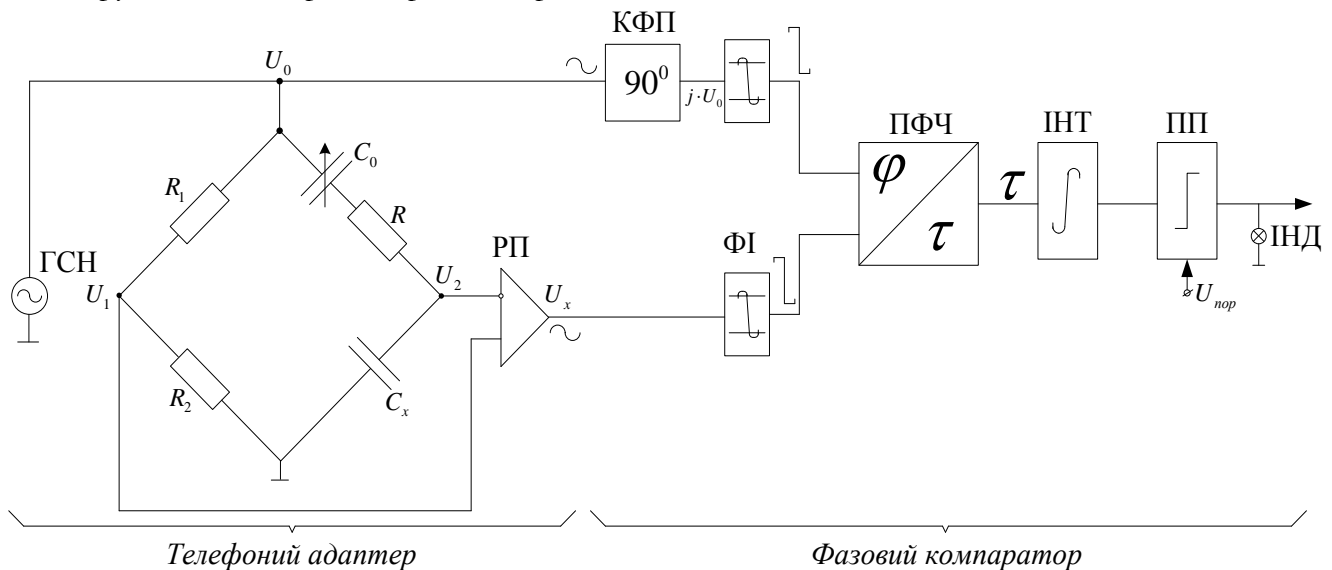 КФП
U₀
90⁰
j·U₀
C₀
ПФЧ
ІНТ
ПП
φ
τ
τ
R₁
R
РП
ФІ
ІНД
ГСН
U₁
U₂
Uₓ
Uпор
R₂
Cₓ
Телефоний адаптер
Фазовий компаратор